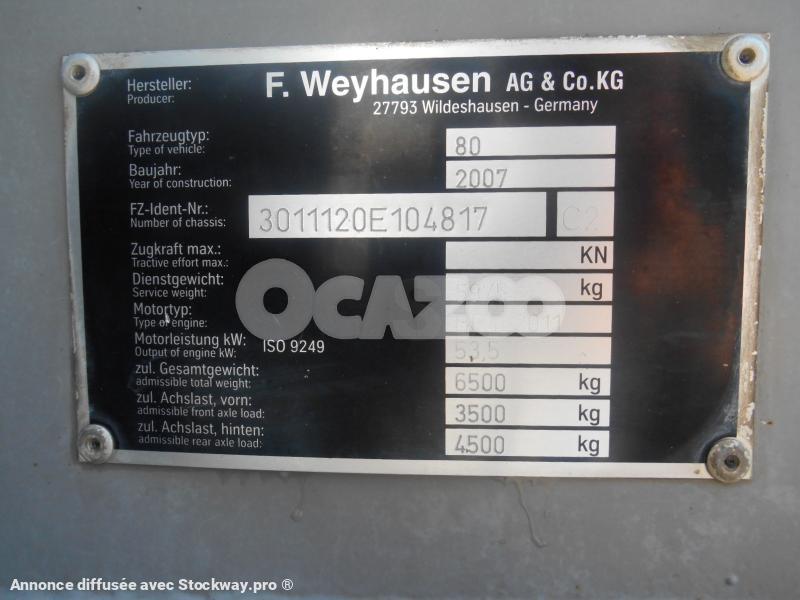 Hersteller: F. Weyhausen AG & Co.KG
Producer:
27793 Wildeshausen - Germany
Fahrzeugtyp: 80
Type of vehicle:
Baujahr: 2007
Year of construction:
FZ-Ident-Nr.: 3011120E104817 C2
Number of chassis:
Zugkraft max.: KN
Tractive effort max.:
Dienstgewicht: kg
Service weight:
OCAZOO
Motortyp:
Type of engine:
Motorleistung kW: ISO 9249 53,5
Output of engine kW:
zul. Gesamtgewicht: 6500 kg
admissible total weight:
zul. Achslast, vorn: 3500 kg
admissible front axle load:
zul. Achslast, hinten: 4500 kg
admissible rear axle load:
Annonce diffusée avec Stockway.pro ®